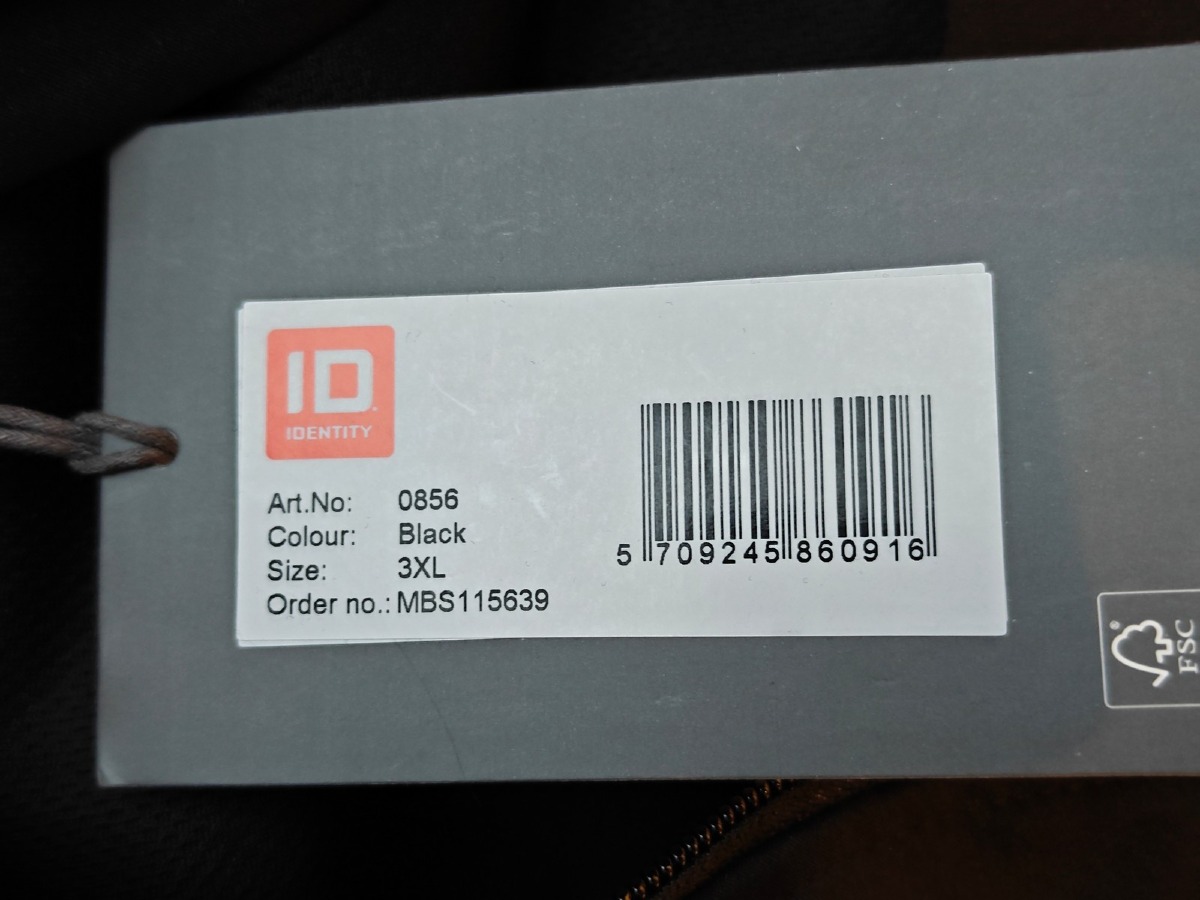 ID
IDENTITY
Art.No: 0856
Colour: Black
Size: 3XL
Order no.: MBS115639
5 709245 860916
FSC